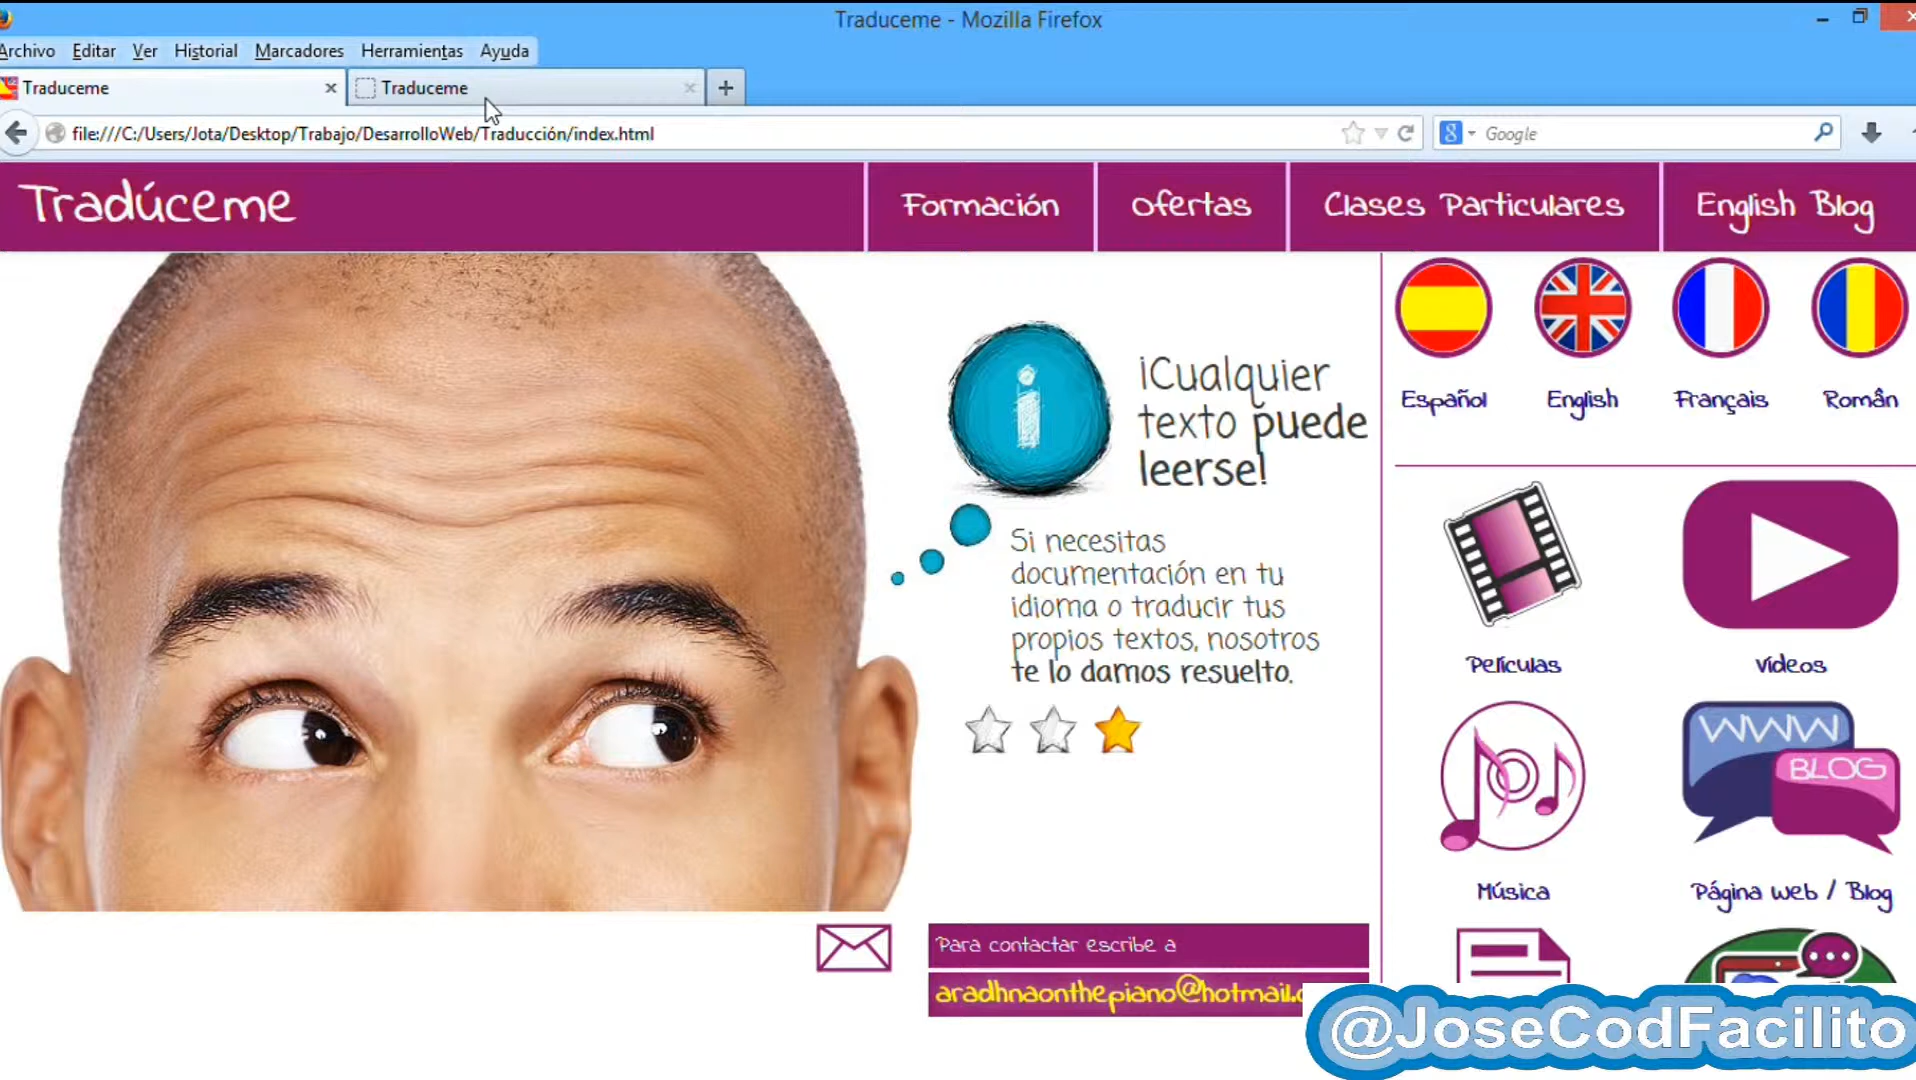 Traduceme - Mozilla Firefox
Archivo Editar Ver Historial Marcadores Herramientas Ayuda
Traduceme
Traduceme
file:///C:/Users/Jota/Desktop/Trabajo/DesarrolloWeb/Traducción/index.html
Google
Tradúceme
Formación
Ofertas
Clases Particulares
English Blog
Español
English
Français
Român
i
¡Cualquier
texto puede
leerse!
Si necesitas
documentación en tu
idioma o traducir tus
propios textos, nosotros
te lo damos resuelto.
Películas
Vídeos
WWW
BLOG
Música
Página web / Blog
Para contactar escribe a
aradhnaonthepiano@hotmail.c
@JoseCodFacilito